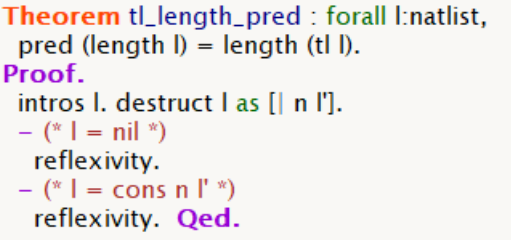 Theorem tl_length_pred : forall l:natlist,
pred (length l) = length (tl l).
Proof.
intros l. destruct l as [| n l'].
– (* l = nil *)
reflexivity.
– (* l = cons n l' *)
reflexivity. Qed.